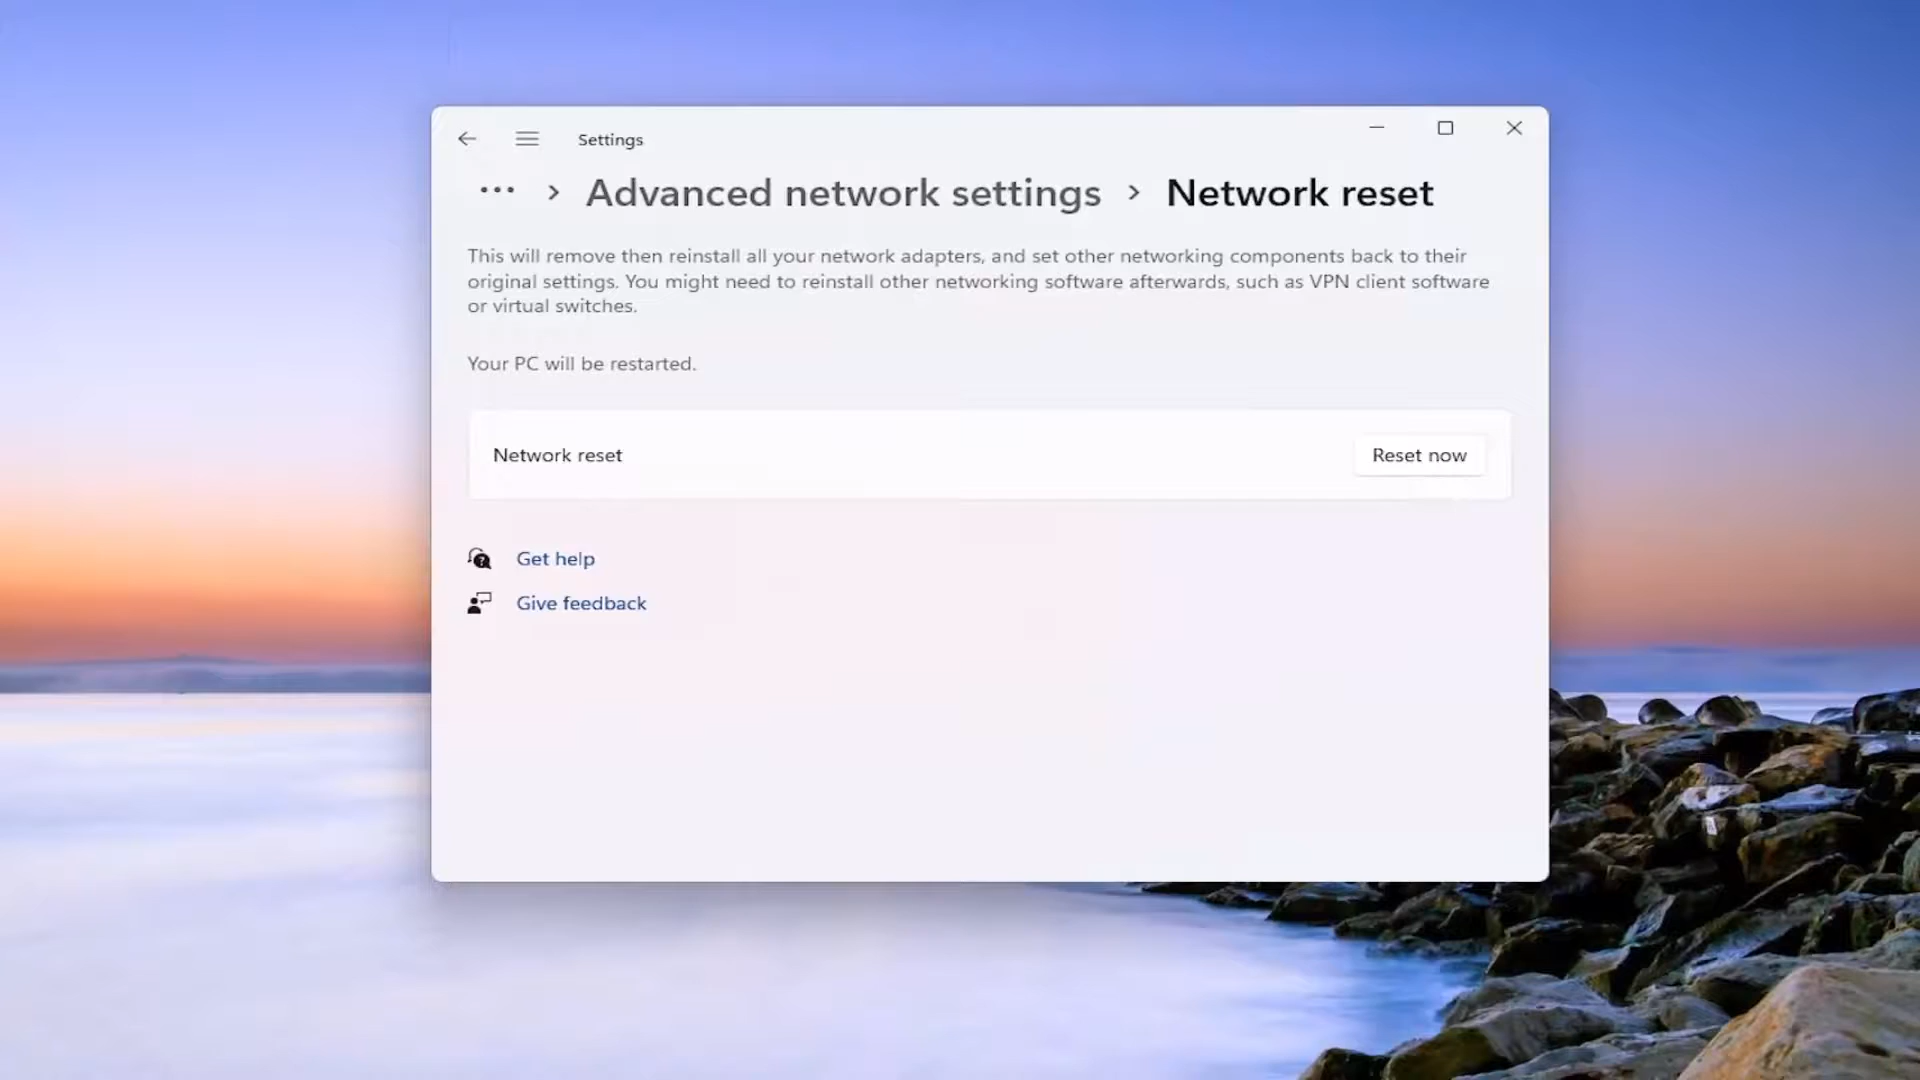 Settings
... > Advanced network settings > Network reset
This will remove then reinstall all your network adapters, and set other networking components back to their
original settings. You might need to reinstall other networking software afterwards, such as VPN client software
or virtual switches.
Your PC will be restarted.
Network reset
Reset now
Get help
Give feedback